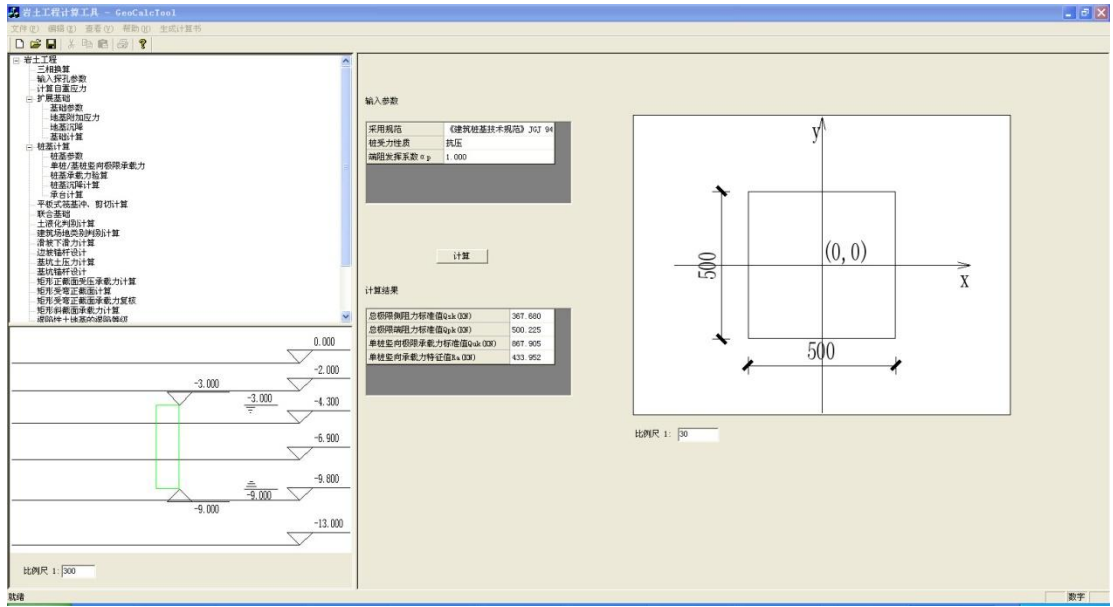 岩土工程计算工具 - GeoCalcTool
文件(F) 编辑(E) 查看(V) 帮助(H) 生成计算书
岩土工程
三相换算
输入探孔参数
计算自重应力
扩展基础
基础参数
地基附加应力
地基沉降
基础计算
桩基计算
桩基参数
单桩/基桩竖向极限承载力
桩基承载力验算
桩基沉降计算
承台计算
平板式筏基冲、剪切计算
联合基础
土液化判别计算
建筑场地类别判别计算
滑坡下滑力计算
边坡锚杆设计
基坑土压力计算
基坑锚杆设计
矩形正截面受压承载力计算
矩形受弯正截面计算
矩形受弯正截面承载力复核
矩形斜截面承载力计算
湿陷性土地基的湿陷等级
0.000
-2.000
-3.000
-3.000
-4.300
-6.900
-9.800
-9.000
-9.000
-13.000
比例尺 1: 300
输入参数
采用规范 《建筑桩基技术规范》JGJ 94
桩受力性质 抗压
端阻发挥系数αp 1.000
计算
计算结果
总极限侧阻力标准值Qsk(KN) 367.680
总极限端阻力标准值Qpk(KN) 500.225
单桩竖向极限承载力标准值Quk(KN) 867.905
单桩竖向承载力特征值Ra(KN) 433.952
y
(0,0)
x
500
500
比例尺 1: 30
就绪
数字